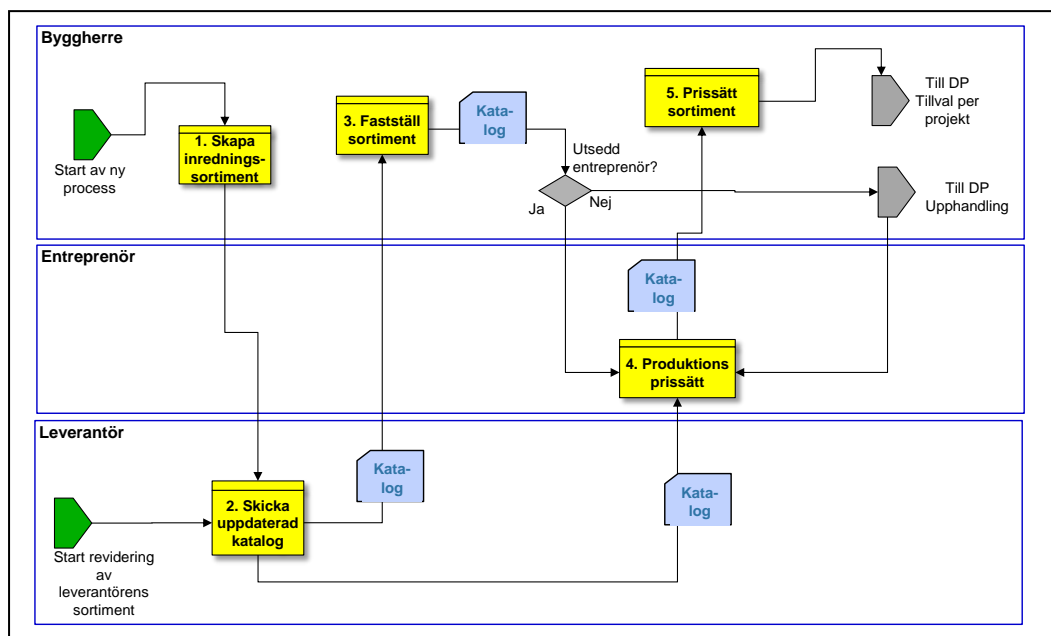 Byggherre
Start av ny
process
1. Skapa
inrednings-
sortiment
3. Fastställ
sortiment
Kata-
log
Utsedd
entreprenör?
Ja
Nej
5. Prissätt
sortiment
Till DP
Tillval per
projekt
Till DP
Upphandling
Entreprenör
Kata-
log
4. Produktions
prissätt
Leverantör
Start revidering
av
leverantörens
sortiment
2. Skicka
uppdaterad
katalog
Kata-
log
Kata-
log